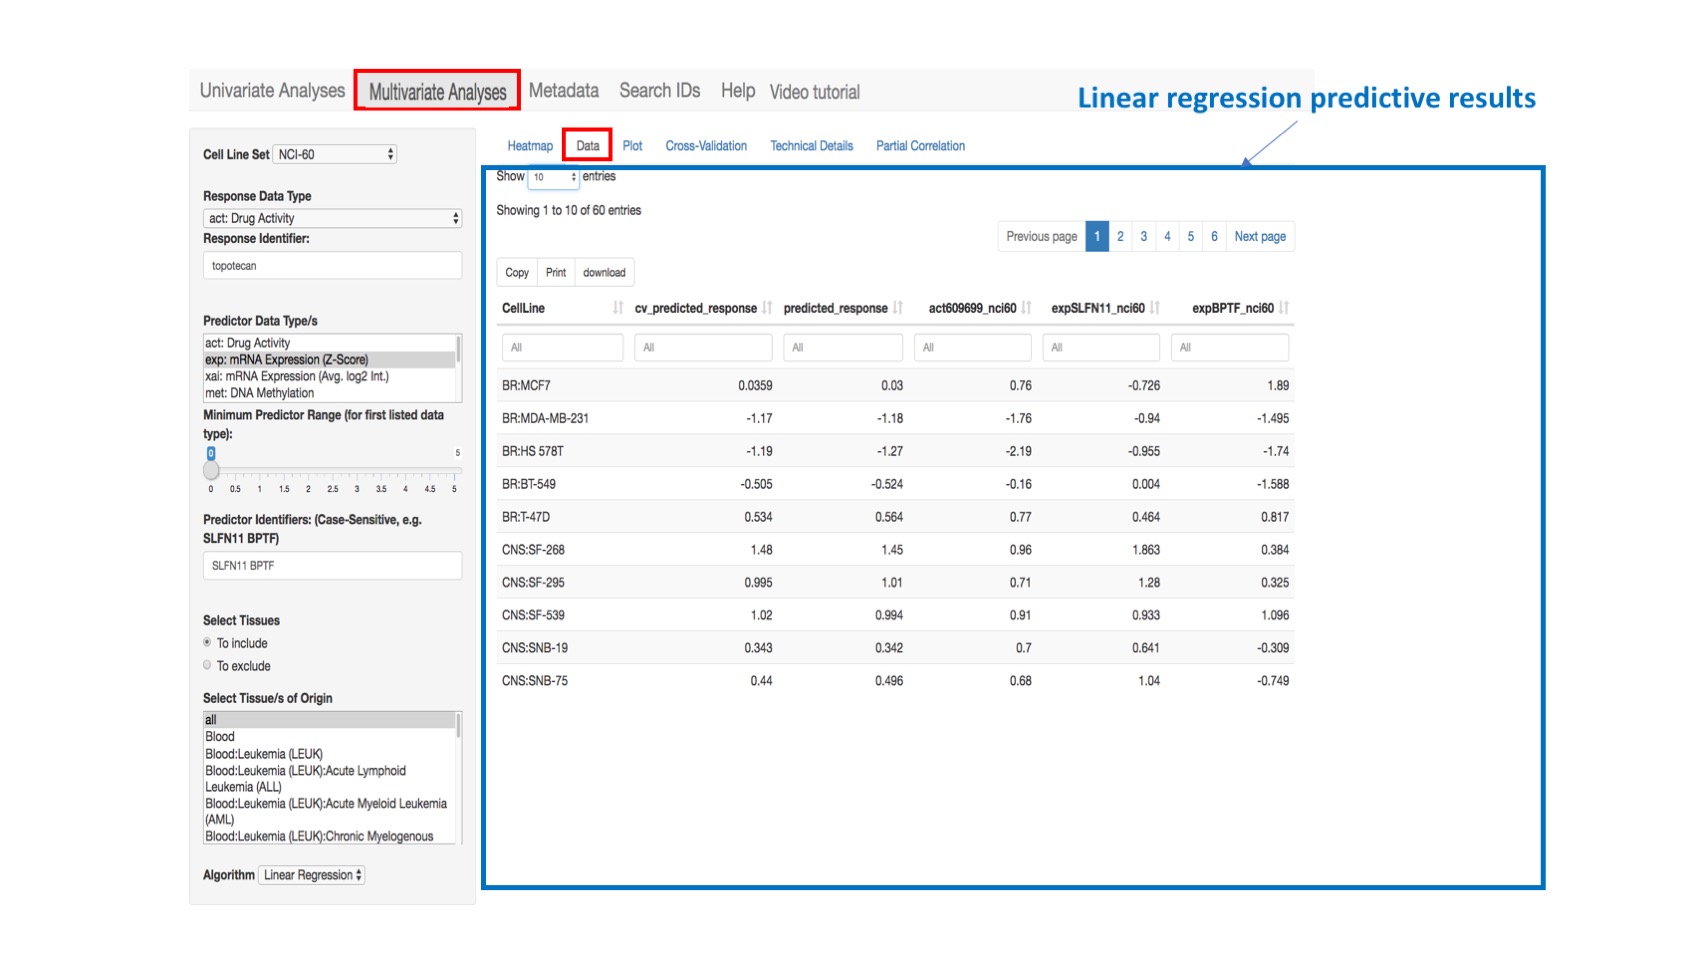 Univariate Analyses Multivariate Analyses Metadata Search IDs Help Video tutorial
Linear regression predictive results
Cell Line Set NCI-60
Response Data Type
act: Drug Activity
Response Identifier:
topotecan
Predictor Data Type/s
act: Drug Activity
exp: mRNA Expression (Z-Score)
xai: mRNA Expression (Avg. log2 Int.)
met: DNA Methylation
Minimum Predictor Range (for first listed data
type):
0 5
0 0.5 1 1.5 2 2.5 3 3.5 4 4.5 5
Predictor Identifiers: (Case-Sensitive, e.g.
SLFN11 BPTF)
SLFN11 BPTF
Select Tissues
To include
To exclude
Select Tissue/s of Origin
all
Blood
Blood:Leukemia (LEUK)
Blood:Leukemia (LEUK):Acute Lymphoid
Leukemia (ALL)
Blood:Leukemia (LEUK):Acute Myeloid Leukemia
(AML)
Blood:Leukemia (LEUK):Chronic Myelogenous
Algorithm Linear Regression
Heatmap Data Plot Cross-Validation Technical Details Partial Correlation
Show 10 entries
Showing 1 to 10 of 60 entries
Previous page 1 2 3 4 5 6 Next page
Copy Print download
CellLine cv_predicted_response predicted_response act609699_nci60 expSLFN11_nci60 expBPTF_nci60
All All All All All All
BR:MCF7 0.0359 0.03 0.76 -0.726 1.89
BR:MDA-MB-231 -1.17 -1.18 -1.76 -0.94 -1.495
BR:HS 578T -1.19 -1.27 -2.19 -0.955 -1.74
BR:BT-549 -0.505 -0.524 -0.16 0.004 -1.588
BR:T-47D 0.534 0.564 0.77 0.464 0.817
CNS:SF-268 1.48 1.45 0.96 1.863 0.384
CNS:SF-295 0.995 1.01 0.71 1.28 0.325
CNS:SF-539 1.02 0.994 0.91 0.933 1.096
CNS:SNB-19 0.343 0.342 0.7 0.641 -0.309
CNS:SNB-75 0.44 0.496 0.68 1.04 -0.749